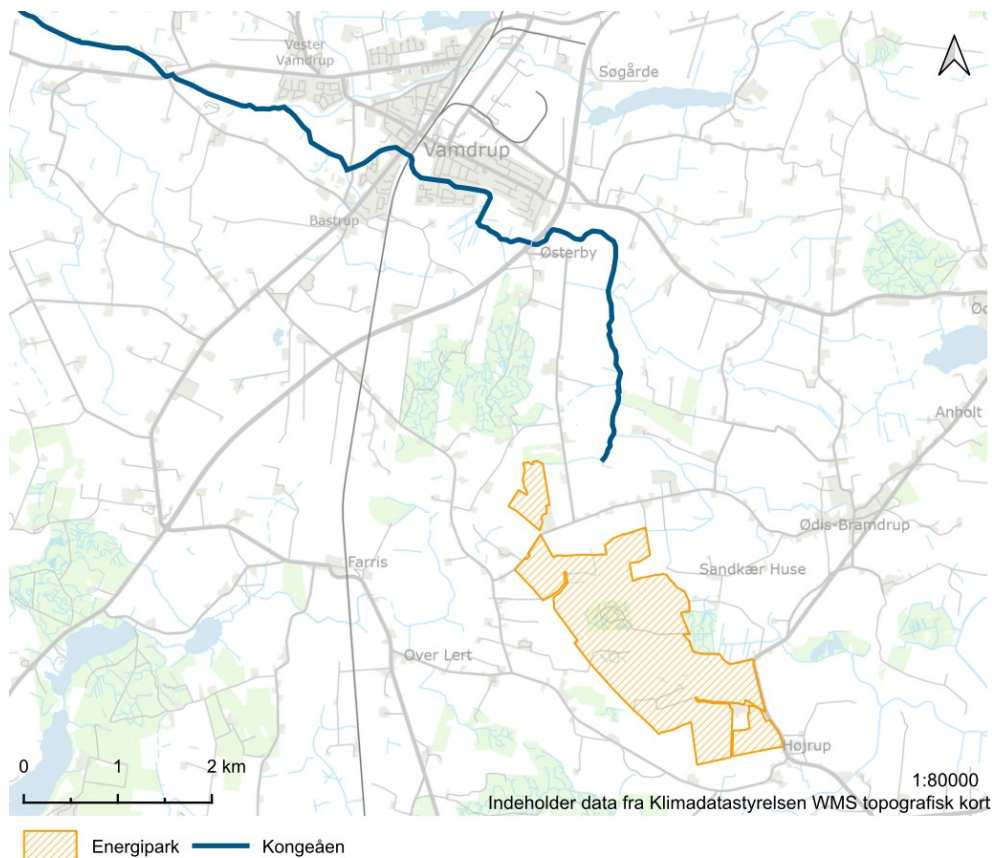 Vester
Vamdrup
Søgårde
Vamdrup
Bastrup
Østerby
Ød
Anholt
Ødis-Bramdrup
Farris
Sandkær Huse
Over Lert
Højrup
0 1 2 km
1:80000
Indeholder data fra Klimadatastyrelsen WMS topografisk kort
Energipark Kongeåen